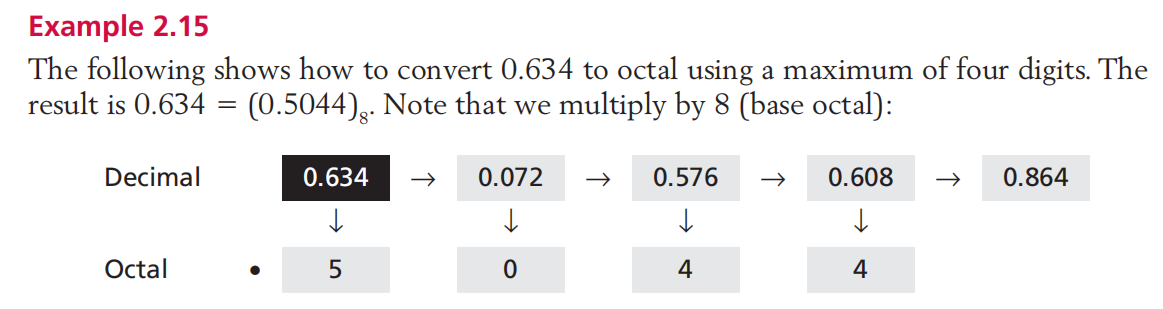 Example 2.15
The following shows how to convert 0.634 to octal using a maximum of four digits. The
result is 0.634 = (0.5044)₈. Note that we multiply by 8 (base octal):
Decimal 0.634 → 0.072 → 0.576 → 0.608 → 0.864
↓ ↓ ↓ ↓
Octal • 5 0 4 4